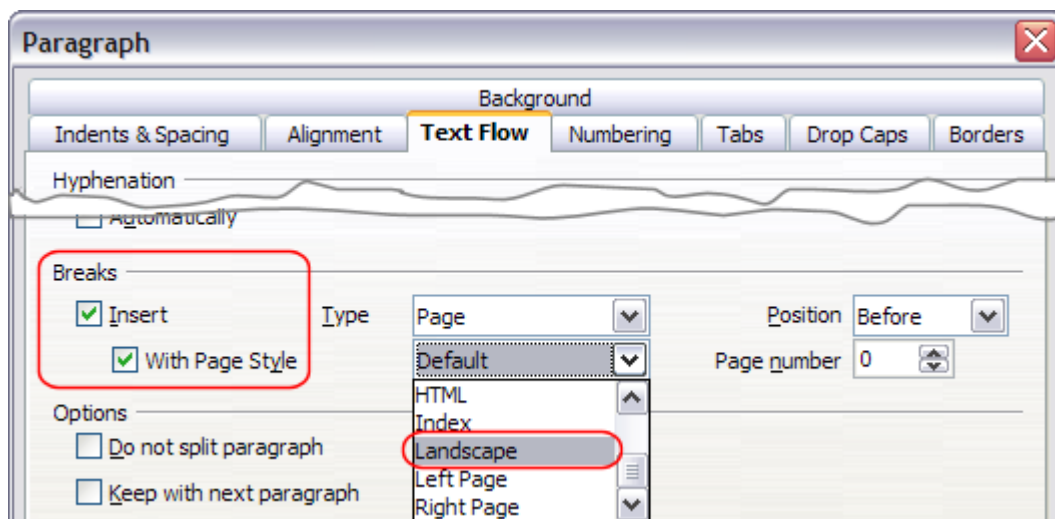 Paragraph
Background
Indents & Spacing Alignment Text Flow Numbering Tabs Drop Caps Borders
Hyphenation
Automatically
Breaks
Insert Type Page Position Before
With Page Style Default Page number 0
HTML
Index
Options
Do not split paragraph Landscape
Left Page
Keep with next paragraph Right Page